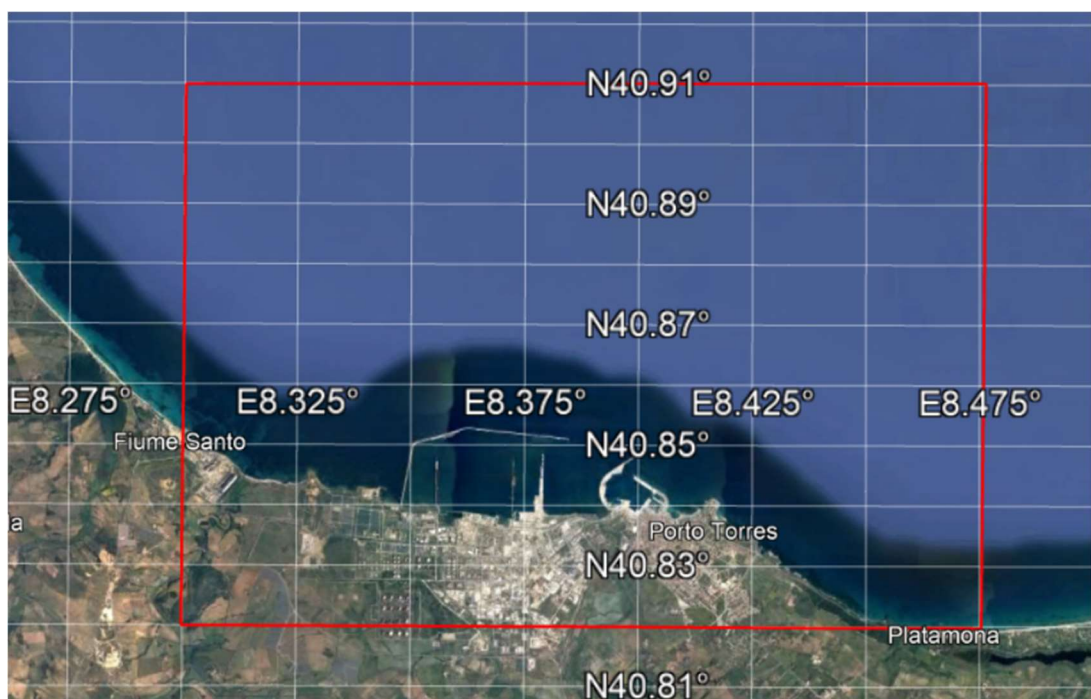 N40.91°
N40.89°
N40.87°
E8.275°
E8.325°
E8.375°
E8.425°
E8.475°
Fiume Santo
N40.85°
la
Porto Torres
N40.83°
Platamona
N40.81°